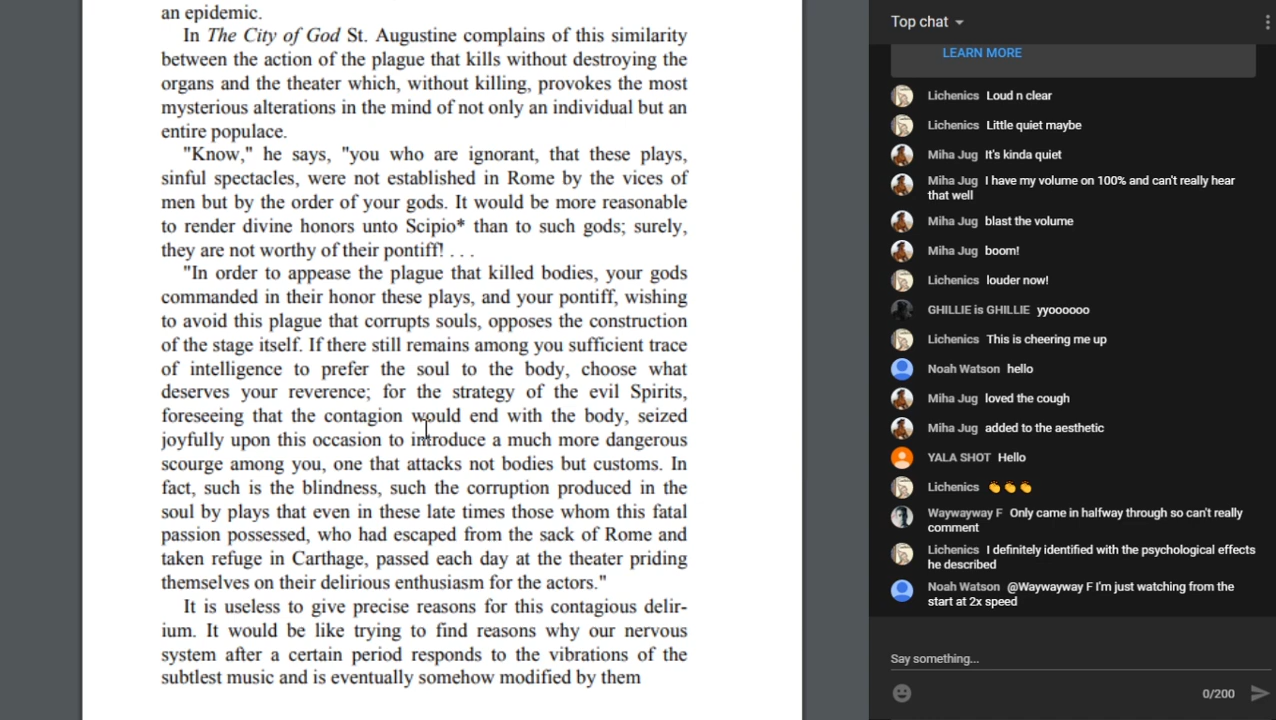 an epidemic.
In The City of God St. Augustine complains of this similarity
between the action of the plague that kills without destroying the
organs and the theater which, without killing, provokes the most
mysterious alterations in the mind of not only an individual but an
entire populace.
"Know," he says, "you who are ignorant, that these plays,
sinful spectacles, were not established in Rome by the vices of
men but by the order of your gods. It would be more reasonable
to render divine honors unto Scipio* than to such gods; surely,
they are not worthy of their pontiff! . . .
"In order to appease the plague that killed bodies, your gods
commanded in their honor these plays, and your pontiff, wishing
to avoid this plague that corrupts souls, opposes the construction
of the stage itself. If there still remains among you sufficient trace
of intelligence to prefer the soul to the body, choose what
deserves your reverence; for the strategy of the evil Spirits,
foreseeing that the contagion would end with the body, seized
joyfully upon this occasion to introduce a much more dangerous
scourge among you, one that attacks not bodies but customs. In
fact, such is the blindness, such the corruption produced in the
soul by plays that even in these late times those whom this fatal
passion possessed, who had escaped from the sack of Rome and
taken refuge in Carthage, passed each day at the theater priding
themselves on their delirious enthusiasm for the actors."
It is useless to give precise reasons for this contagious delir-
ium. It would be like trying to find reasons why our nervous
system after a certain period responds to the vibrations of the
subtlest music and is eventually somehow modified by them
Top chat
LEARN MORE
Lichenics Loud n clear
Lichenics Little quiet maybe
Miha Jug It's kinda quiet
Miha Jug I have my volume on 100% and can't really hear
that well
Miha Jug blast the volume
Miha Jug boom!
Lichenics louder now!
GHILLIE is GHILLIE yyoooooo
Lichenics This is cheering me up
Noah Watson hello
Miha Jug loved the cough
Miha Jug added to the aesthetic
YALA SHOT Hello
Lichenics 👏👏👏
Waywayway F Only came in halfway through so can't really
comment
Lichenics I definitely identified with the psychological effects
he described
Noah Watson @Waywayway F I'm just watching from the
start at 2x speed
Say something...
0/200